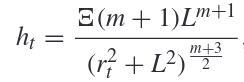 h_t = \frac{\Xi(m+1)L^{m+1}}{(r_t^2 + L^2)^{\frac{m+3}{2}}},